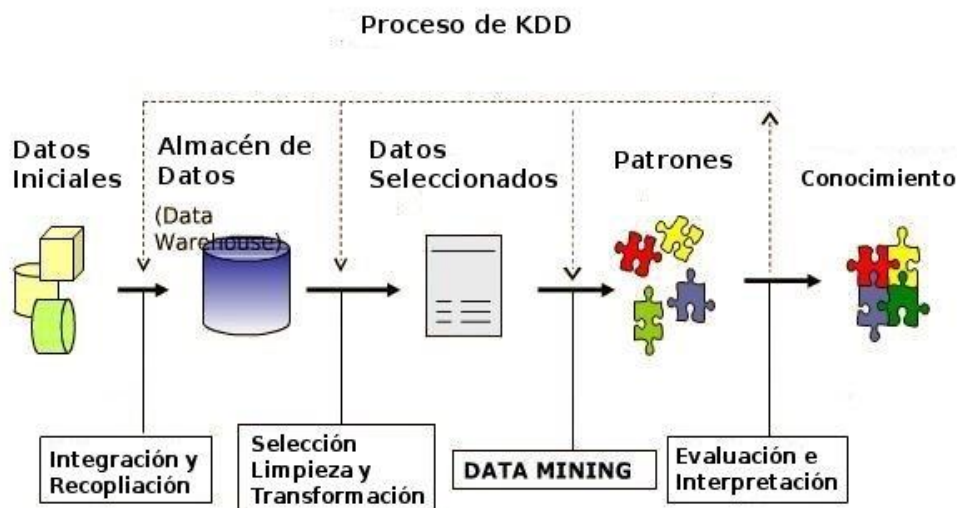 Proceso de KDD
Datos
Iniciales
Almacén de
Datos
(Data
Warehouse)
Datos
Seleccionados
Patrones
Conocimiento
Integración y
Recopliación
Selección
Limpieza y
Transformación
DATA MINING
Evaluación e
Interpretación